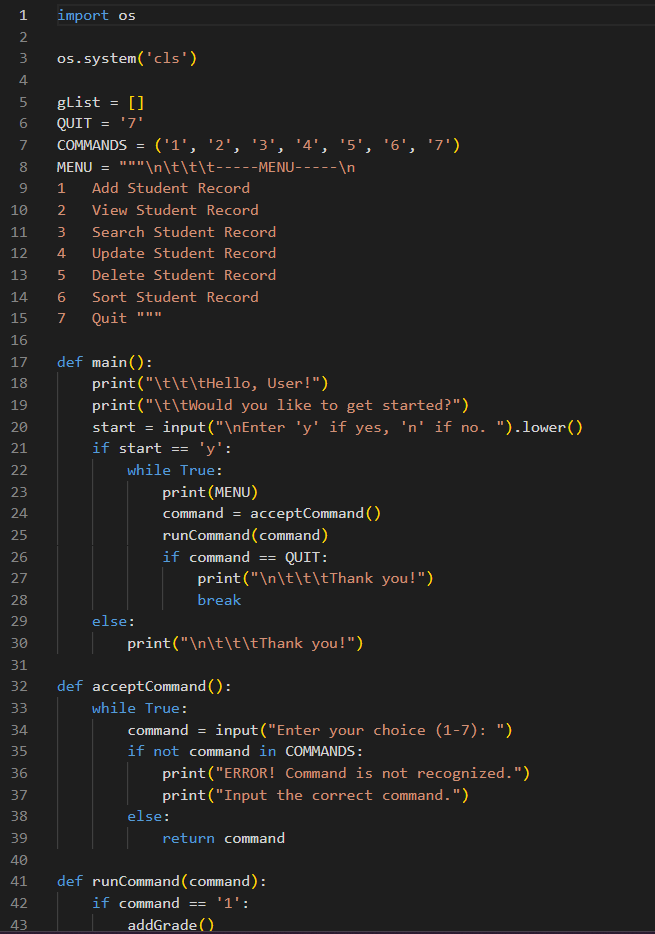 1 import os
2
3 os.system('cls')
4
5 gList = []
6 QUIT = '7'
7 COMMANDS = ('1', '2', '3', '4', '5', '6', '7')
8 MENU = """\n\t\t\t-----MENU-----\n
9 1   Add Student Record
10 2   View Student Record
11 3   Search Student Record
12 4   Update Student Record
13 5   Delete Student Record
14 6   Sort Student Record
15 7   Quit """
16
17 def main():
18     print("\t\t\tHello, User!")
19     print("\t\tWould you like to get started?")
20     start = input("\nEnter 'y' if yes, 'n' if no. ").lower()
21     if start == 'y':
22         while True:
23             print(MENU)
24             command = acceptCommand()
25             runCommand(command)
26             if command == QUIT:
27                 print("\n\t\t\tThank you!")
28                 break
29     else:
30         print("\n\t\t\tThank you!")
31
32 def acceptCommand():
33     while True:
34         command = input("Enter your choice (1-7): ")
35         if not command in COMMANDS:
36             print("ERROR! Command is not recognized.")
37             print("Input the correct command.")
38         else:
39             return command
40
41 def runCommand(command):
42     if command == '1':
43         addGrade()